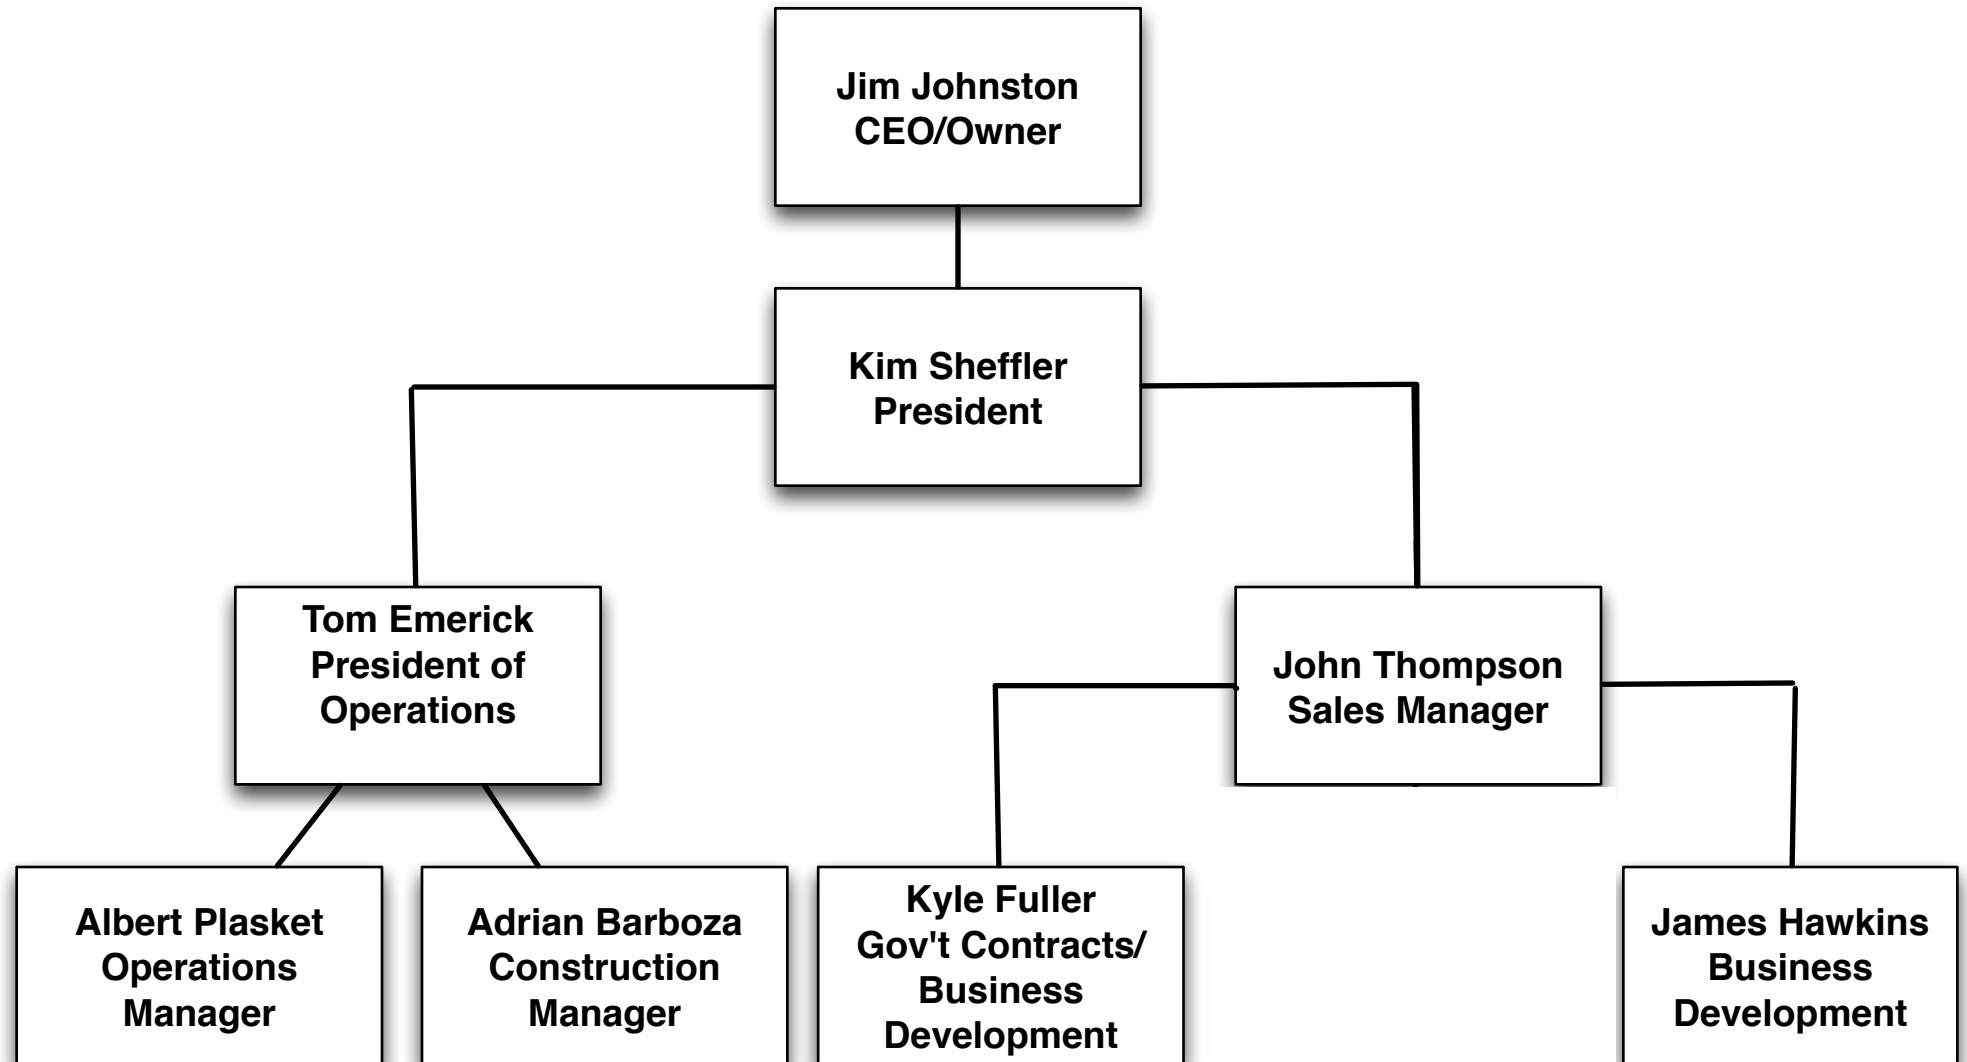 Jim Johnston
CEO/Owner
Kim Sheffler
President
Tom Emerick
President of
Operations
John Thompson
Sales Manager
Albert Plasket
Operations
Manager
Adrian Barboza
Construction
Manager
Kyle Fuller
Gov't Contracts/
Business
Development
James Hawkins
Business
Development